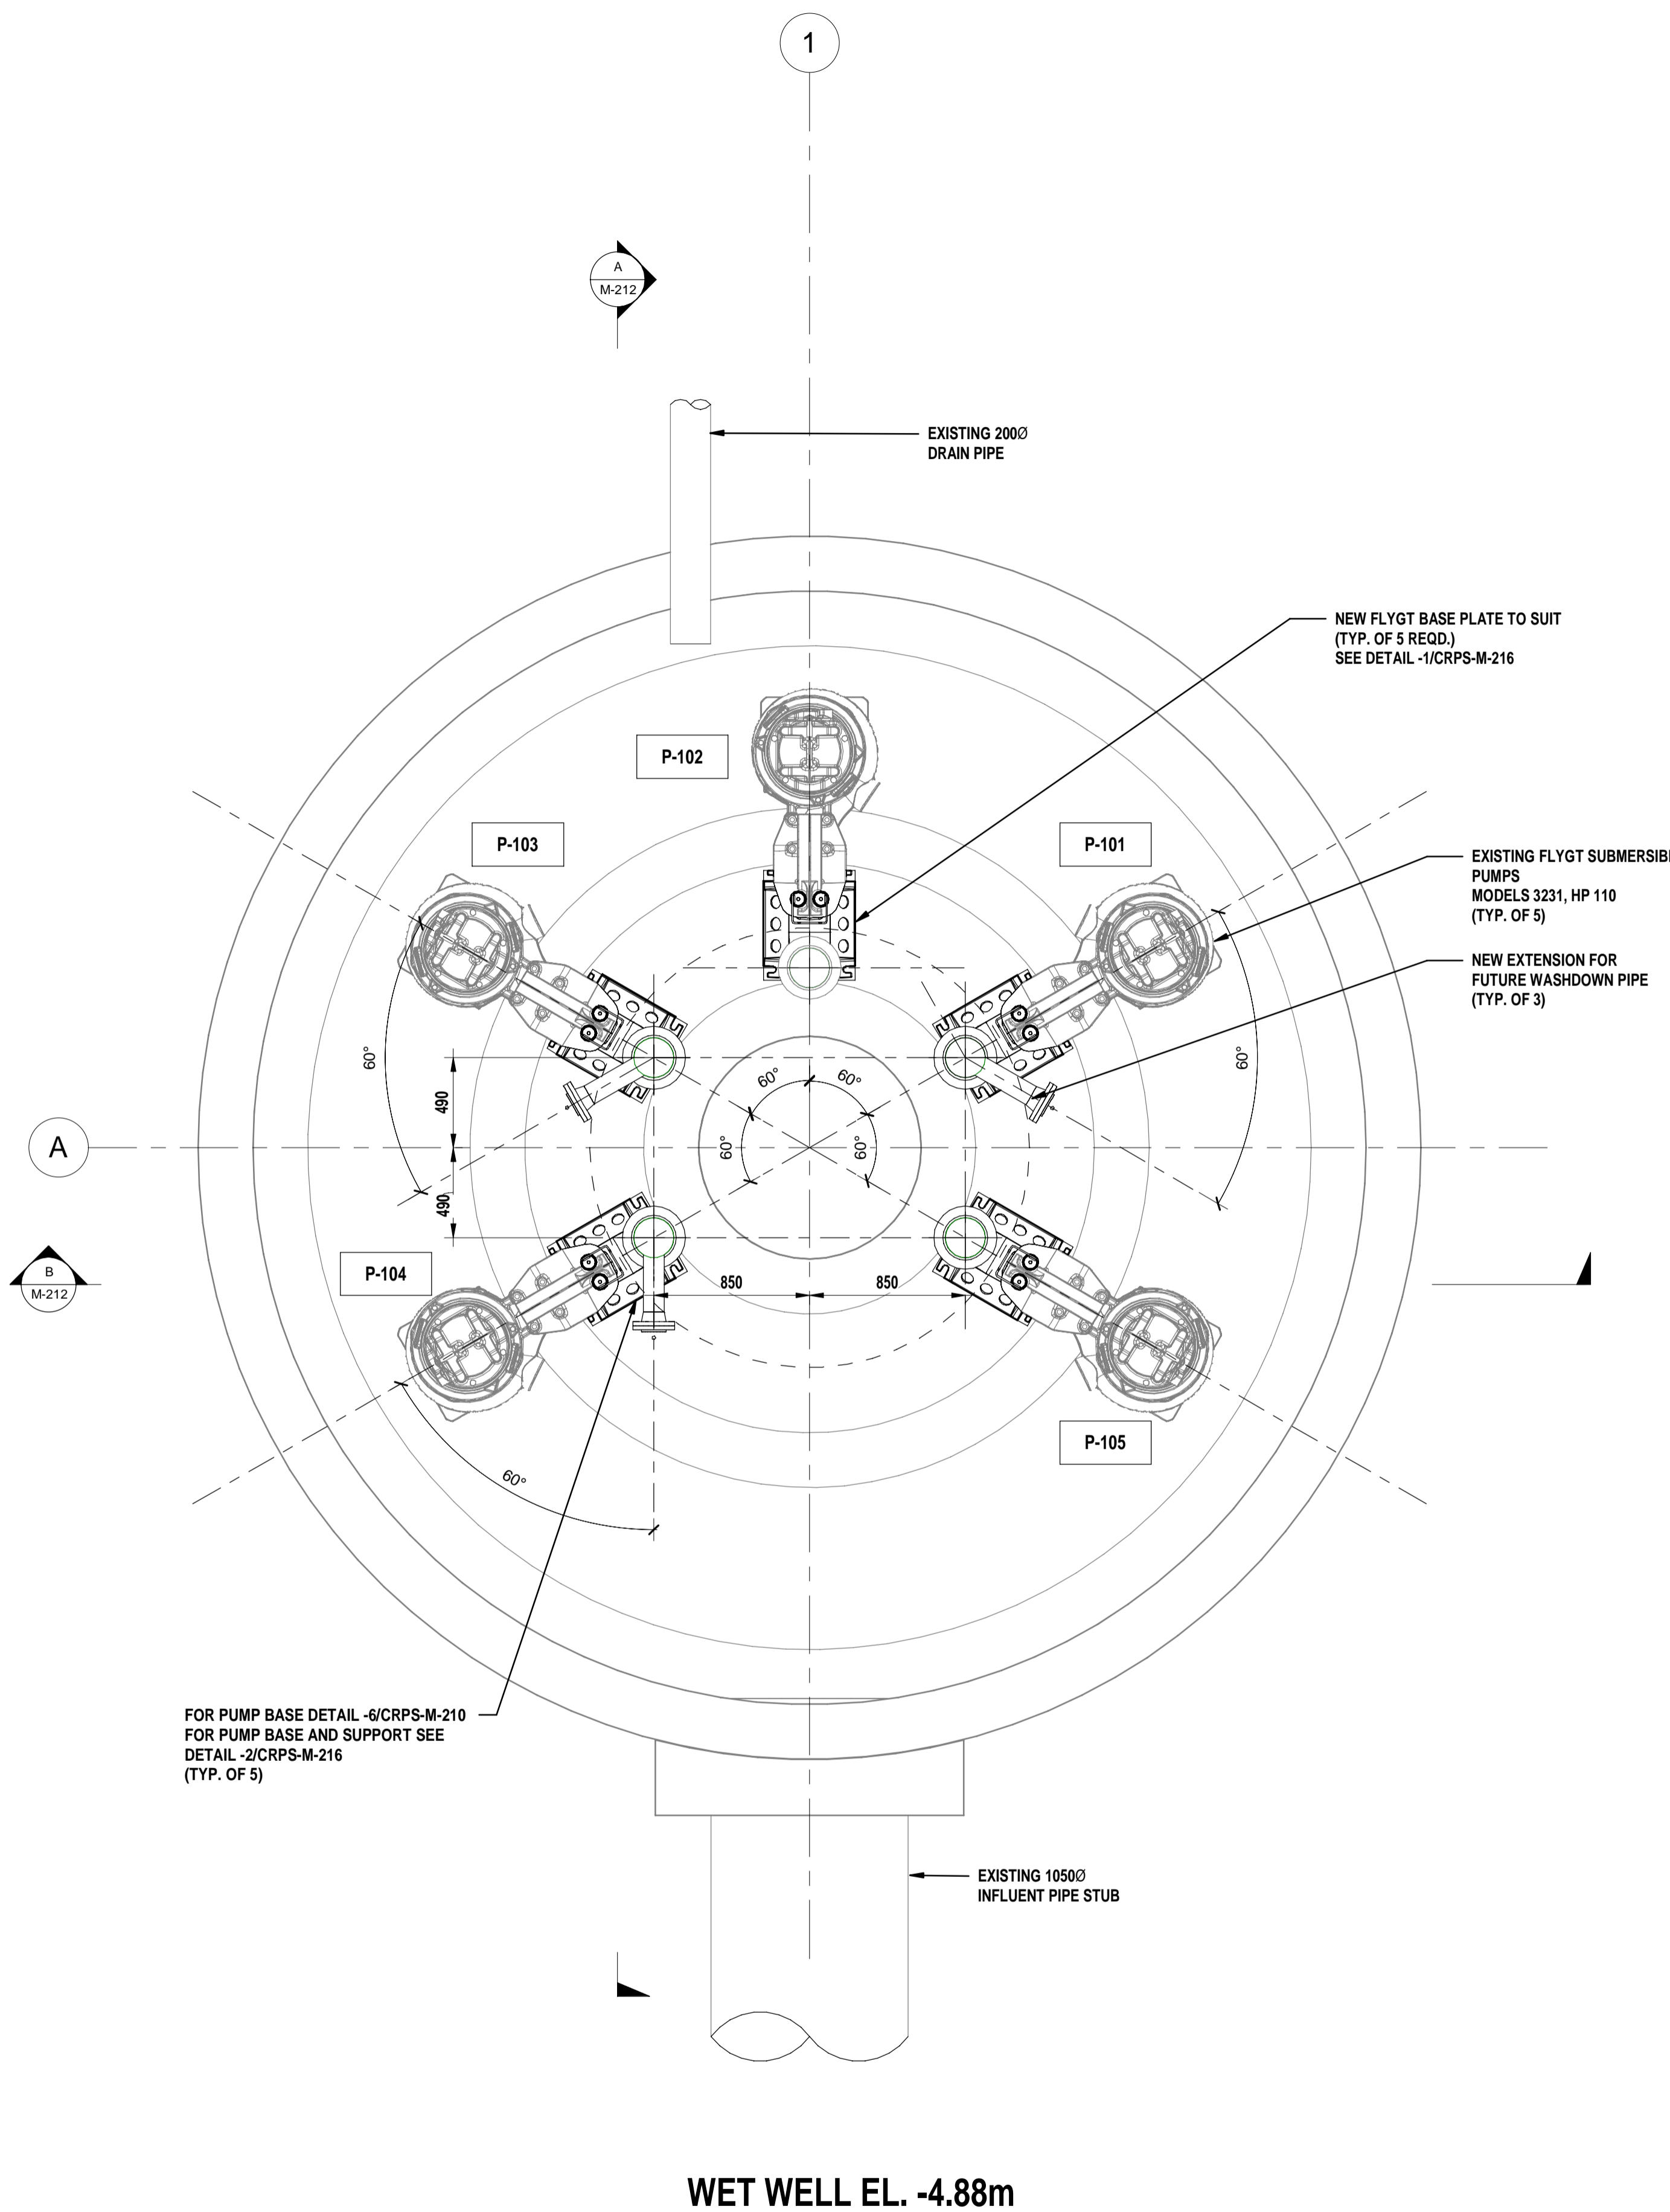 1
A
M-212
EXISTING 200Ø
DRAIN PIPE
NEW FLYGT BASE PLATE TO SUIT
(TYP. OF 5 REQD.)
SEE DETAIL -1/CRPS-M-216
P-102
P-103
P-101
EXISTING FLYGT SUBMERSIBL
PUMPS
MODELS 3231, HP 110
(TYP. OF 5)
NEW EXTENSION FOR
FUTURE WASHDOWN PIPE
(TYP. OF 3)
60°
490
60°
60°
60°
A
60°
60°
490
B
M-212
P-104
850
850
P-105
60°
FOR PUMP BASE DETAIL -6/CRPS-M-210
FOR PUMP BASE AND SUPPORT SEE
DETAIL -2/CRPS-M-216
(TYP. OF 5)
EXISTING 1050Ø
INFLUENT PIPE STUB
WET WELL EL. -4.88m